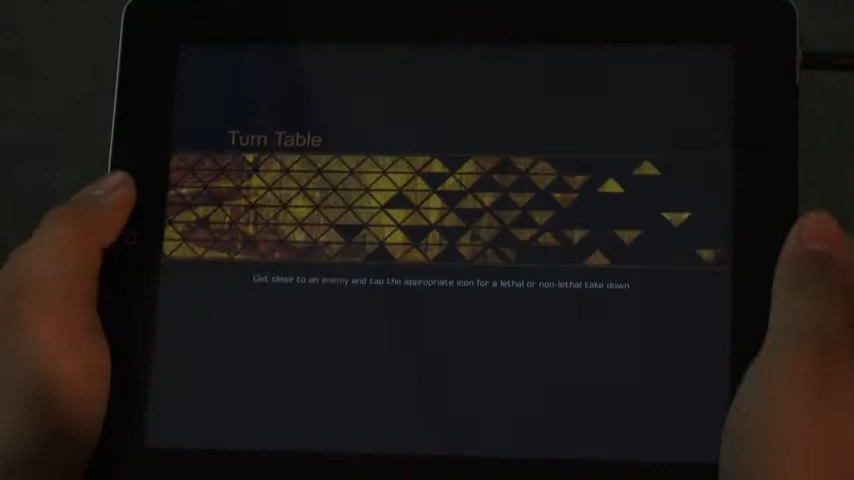 Turn Table
Get close to an enemy and tap the appropriate icon for a lethal or non-lethal take down